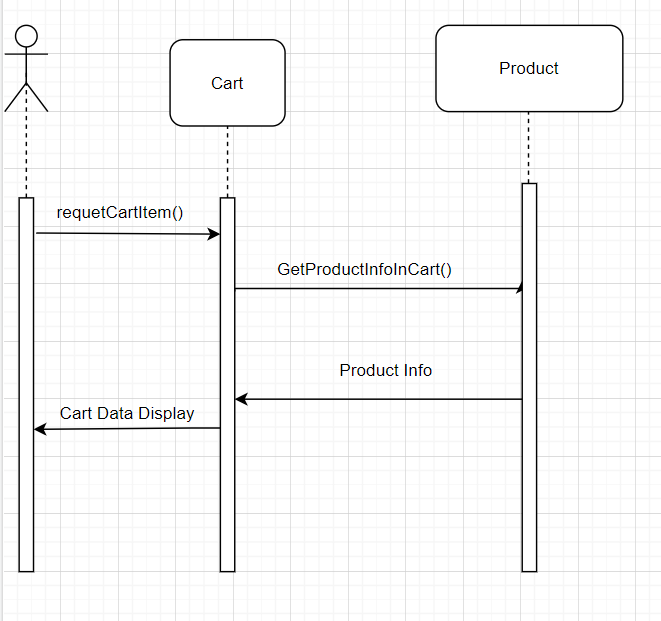 Cart
Product
requetCartItem()
GetProductInfoInCart()
Product Info
Cart Data Display